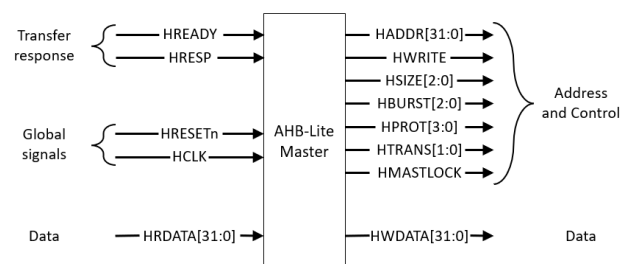 Transfer
response
HREADY
HRESP
Global
signals
HRESETn
HCLK
Data
HRDATA[31:0]
AHB-Lite
Master
HADDR[31:0]
HWRITE
HSIZE[2:0]
HBURST[2:0]
HPROT[3:0]
HTRANS[1:0]
HMASTLOCK
Address
and Control
HWDATA[31:0]
Data